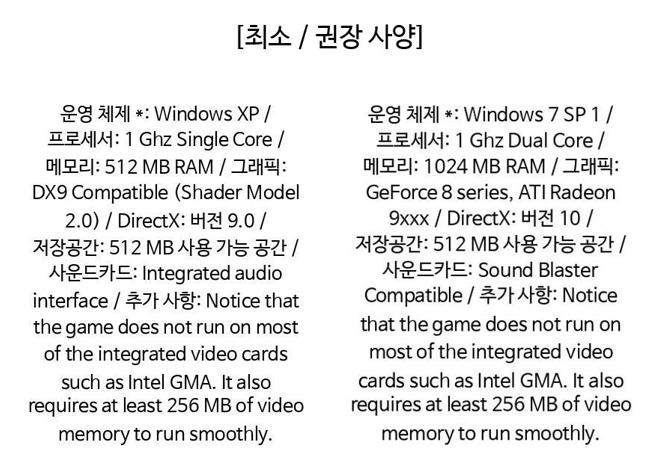 [최소 / 권장 사양]
운영 체제 *: Windows XP /
프로세서: 1 Ghz Single Core /
메모리: 512 MB RAM / 그래픽:
DX9 Compatible (Shader Model
2.0) / DirectX: 버전 9.0 /
저장공간: 512 MB 사용 가능 공간 /
사운드카드: Integrated audio
interface / 추가 사항: Notice that
the game does not run on most
of the integrated video cards
such as Intel GMA. It also
requires at least 256 MB of video
memory to run smoothly.
운영 체제 *: Windows 7 SP 1 /
프로세서: 1 Ghz Dual Core /
메모리: 1024 MB RAM / 그래픽:
GeForce 8 series, ATI Radeon
9xxx / DirectX: 버전 10 /
저장공간: 512 MB 사용 가능 공간 /
사운드카드: Sound Blaster
Compatible / 추가 사항: Notice
that the game does not run on
most of the integrated video
cards such as Intel GMA. It also
requires at least 256 MB of video
memory to run smoothly.